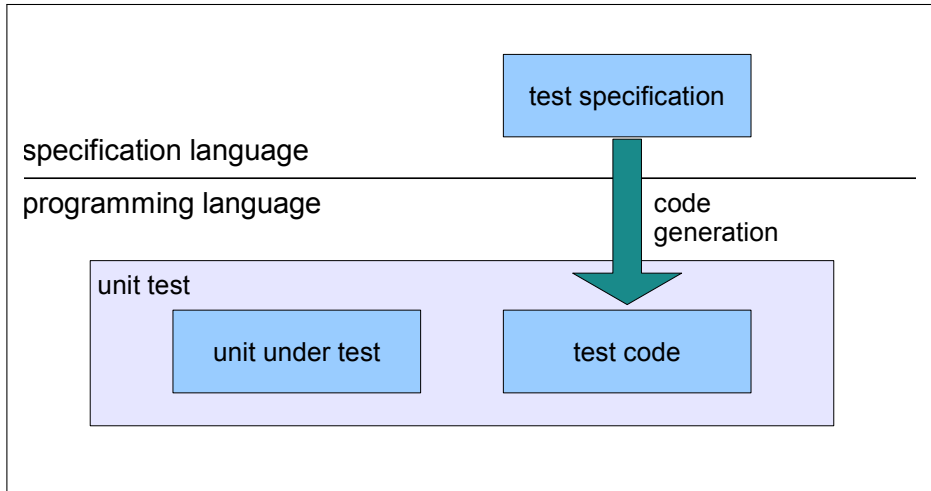 test specification
specification language
programming language
code
generation
unit test
unit under test
test code